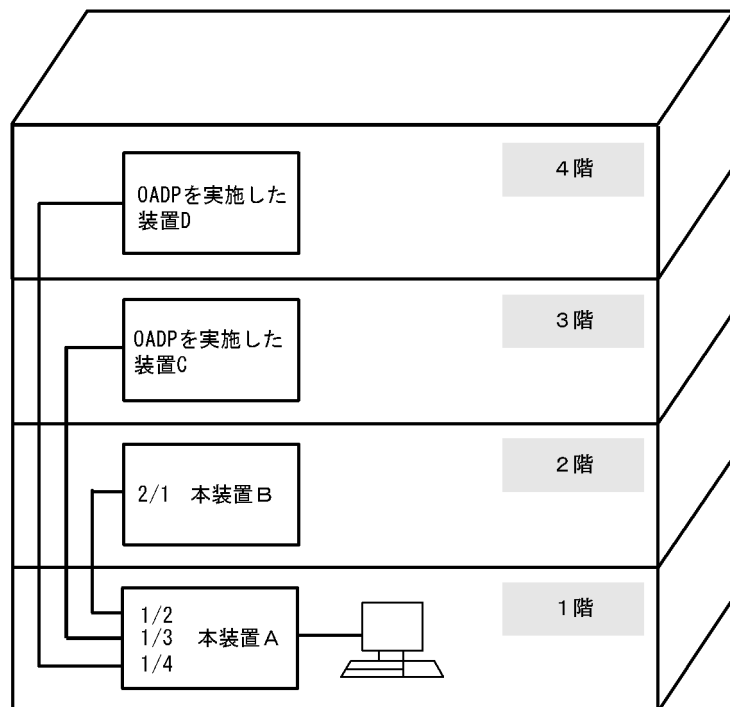 4階
OADPを実施した
装置D
3階
OADPを実施した
装置C
2階
2/1 本装置B
1階
1/2
1/3 本装置A
1/4